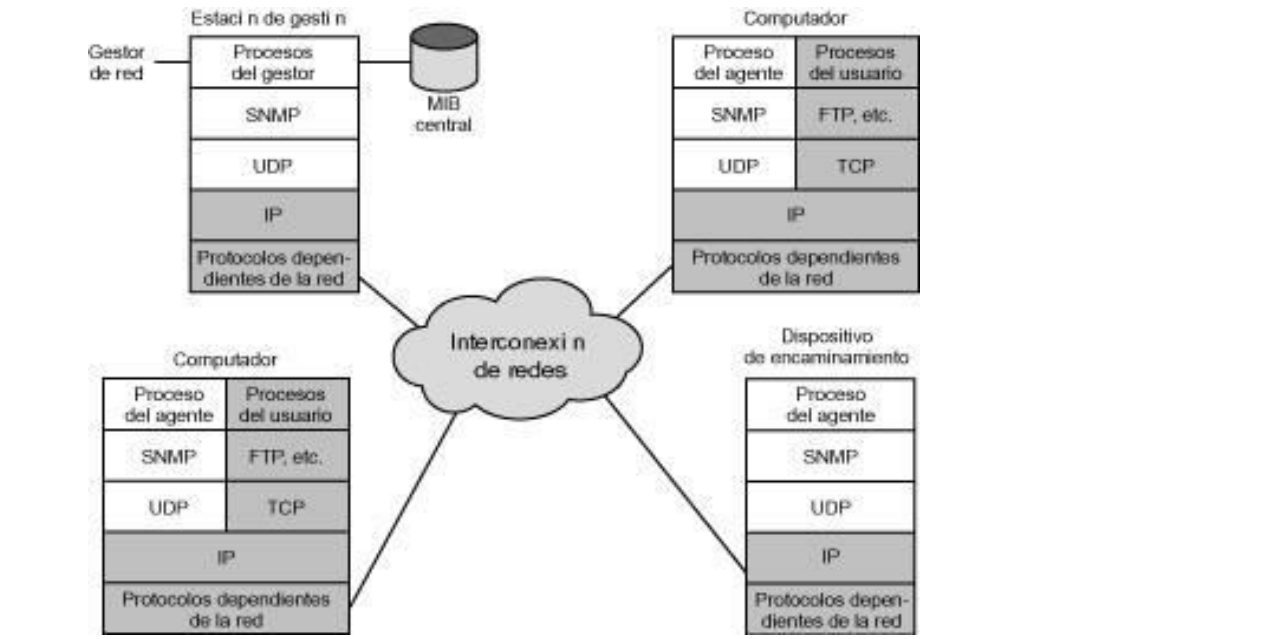 Estaci n de gesti n
Gestor
de red
Procesos
del gestor
SNMP
UDP
IP
Protocolos depen-
dientes de la red
MIB
central
Computador
Proceso
del agente
Procesos
del usuario
SNMP
FTP, etc.
UDP
TCP
IP
Protocolos dependientes
de la red
Interconexi n
de redes
Computador
Proceso
del agente
Procesos
del usuario
SNMP
FTP, etc.
UDP
TCP
IP
Protocolos dependientes
de la red
Dispositivo
de encaminamiento
Proceso
del agente
SNMP
UDP
IP
Protocolos depen-
dientes de la red